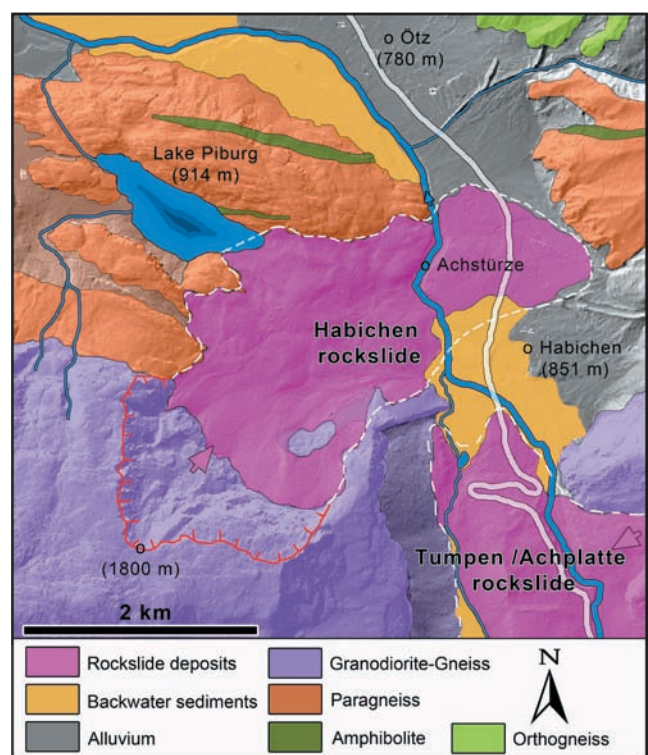 Ötz
(780 m)
Lake Piburg
(914 m)
Achstürze
Habichen
rockslide
Habichen
(851 m)
(1800 m)
Tumpen /Achplatte
rockslide
2 km
N
Rockslide deposits
Granodiorite-Gneiss
Backwater sediments
Paragneiss
Alluvium
Amphibolite
Orthogneiss